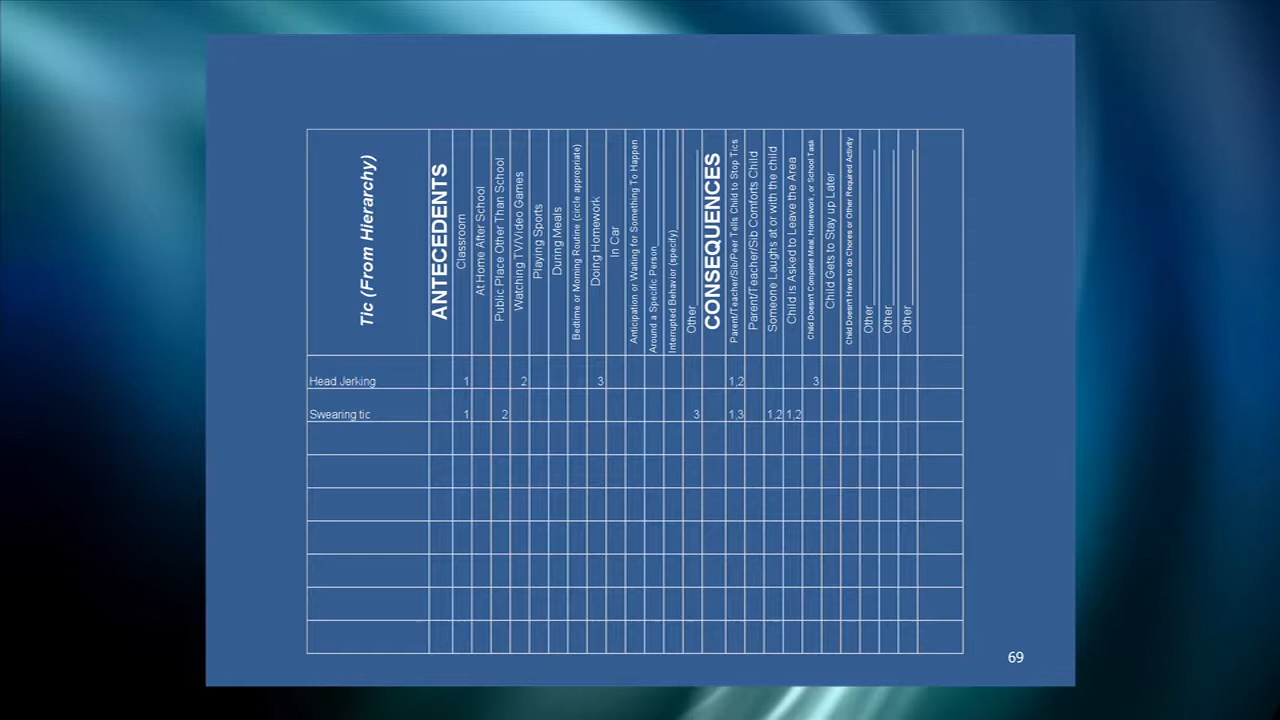 Tic (From Hierarchy)
ANTECEDENTS
Classroom
At Home After School
Public Place Other Than School
Watching TV/Video Games
Playing Sports
During Meals
Bedtime or Morning Routine (circle appropriate)
Doing Homework
In Car
Anticipation or Waiting for Something To Happen
Around a Specific Person_
Interrupted Behavior (specify)_
Other
CONSEQUENCES
Parent/Teacher/Sib/Peer Tells Child to Stop Tics
Parent/Teacher/Sib Comforts Child
Someone Laughs at or with the child
Child is Asked to Leave the Area
Child Doesn't Complete Meal, Homework, or School Task
Child Gets to Stay up Later
Child Doesn't Have to do Chores or Other Required Activity
Other
Other
Other
Head Jerking 1 2 3 1,2 3
Swearing tic 1 2 3 1,3 1,2 1,2
69